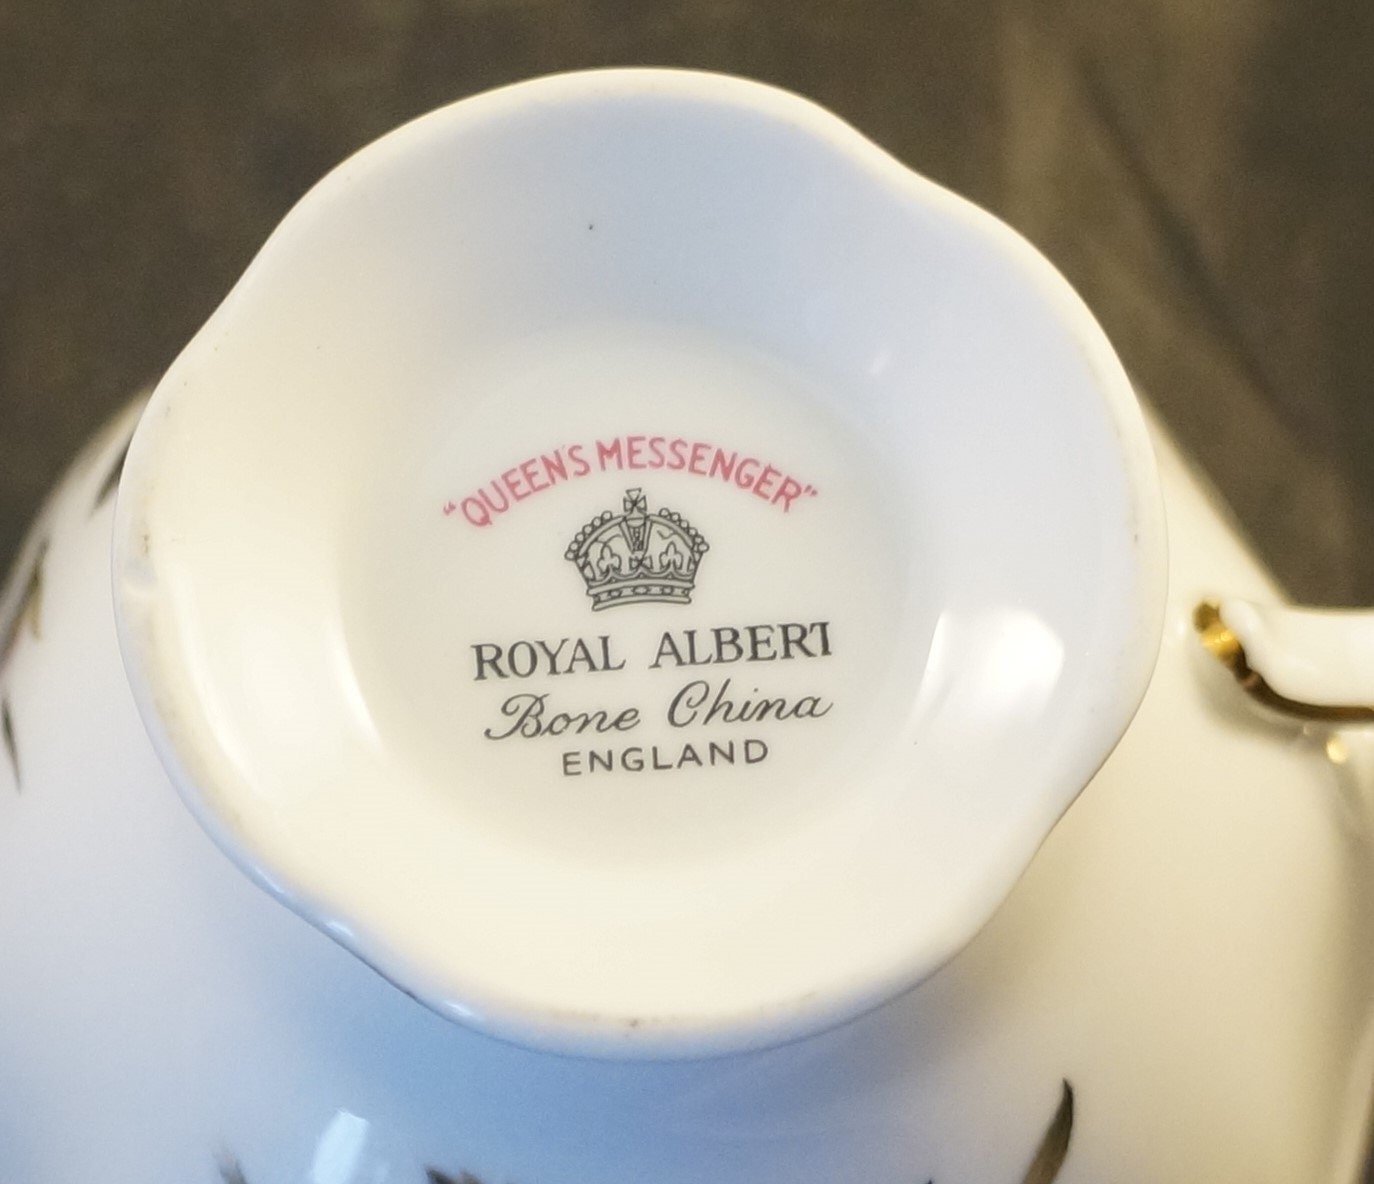 "QUEEN'S MESSENGER"
ROYAL ALBERT
Bone China
ENGLAND